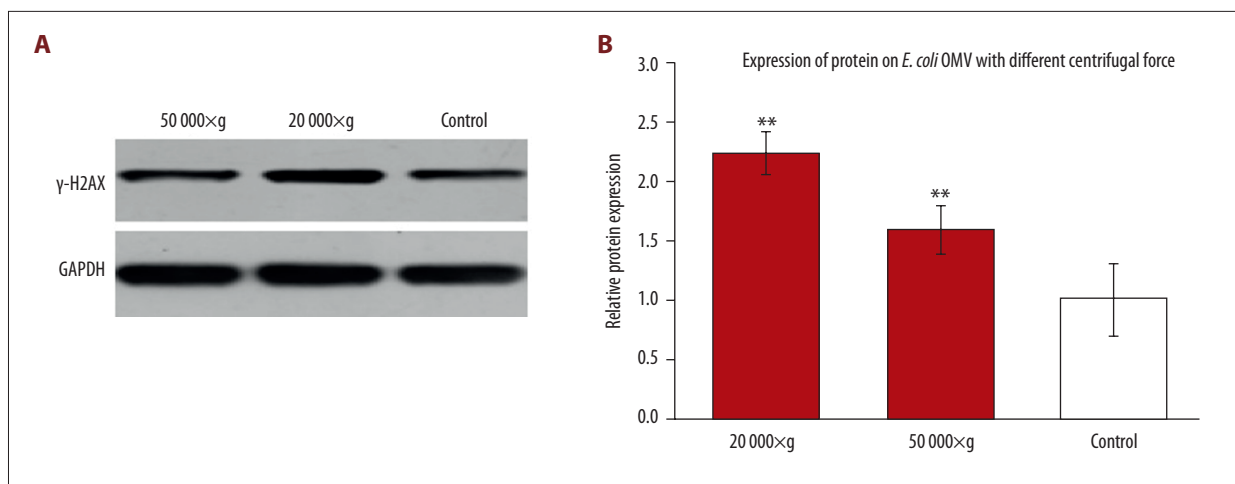 A
50 000×g 20 000×g Control
γ-H2AX
GAPDH
B
Expression of protein on E. coli OMV with different centrifugal force
Relative protein expression
3.0
2.5
2.0
1.5
1.0
0.5
0.0
**
**
20 000×g 50 000×g Control